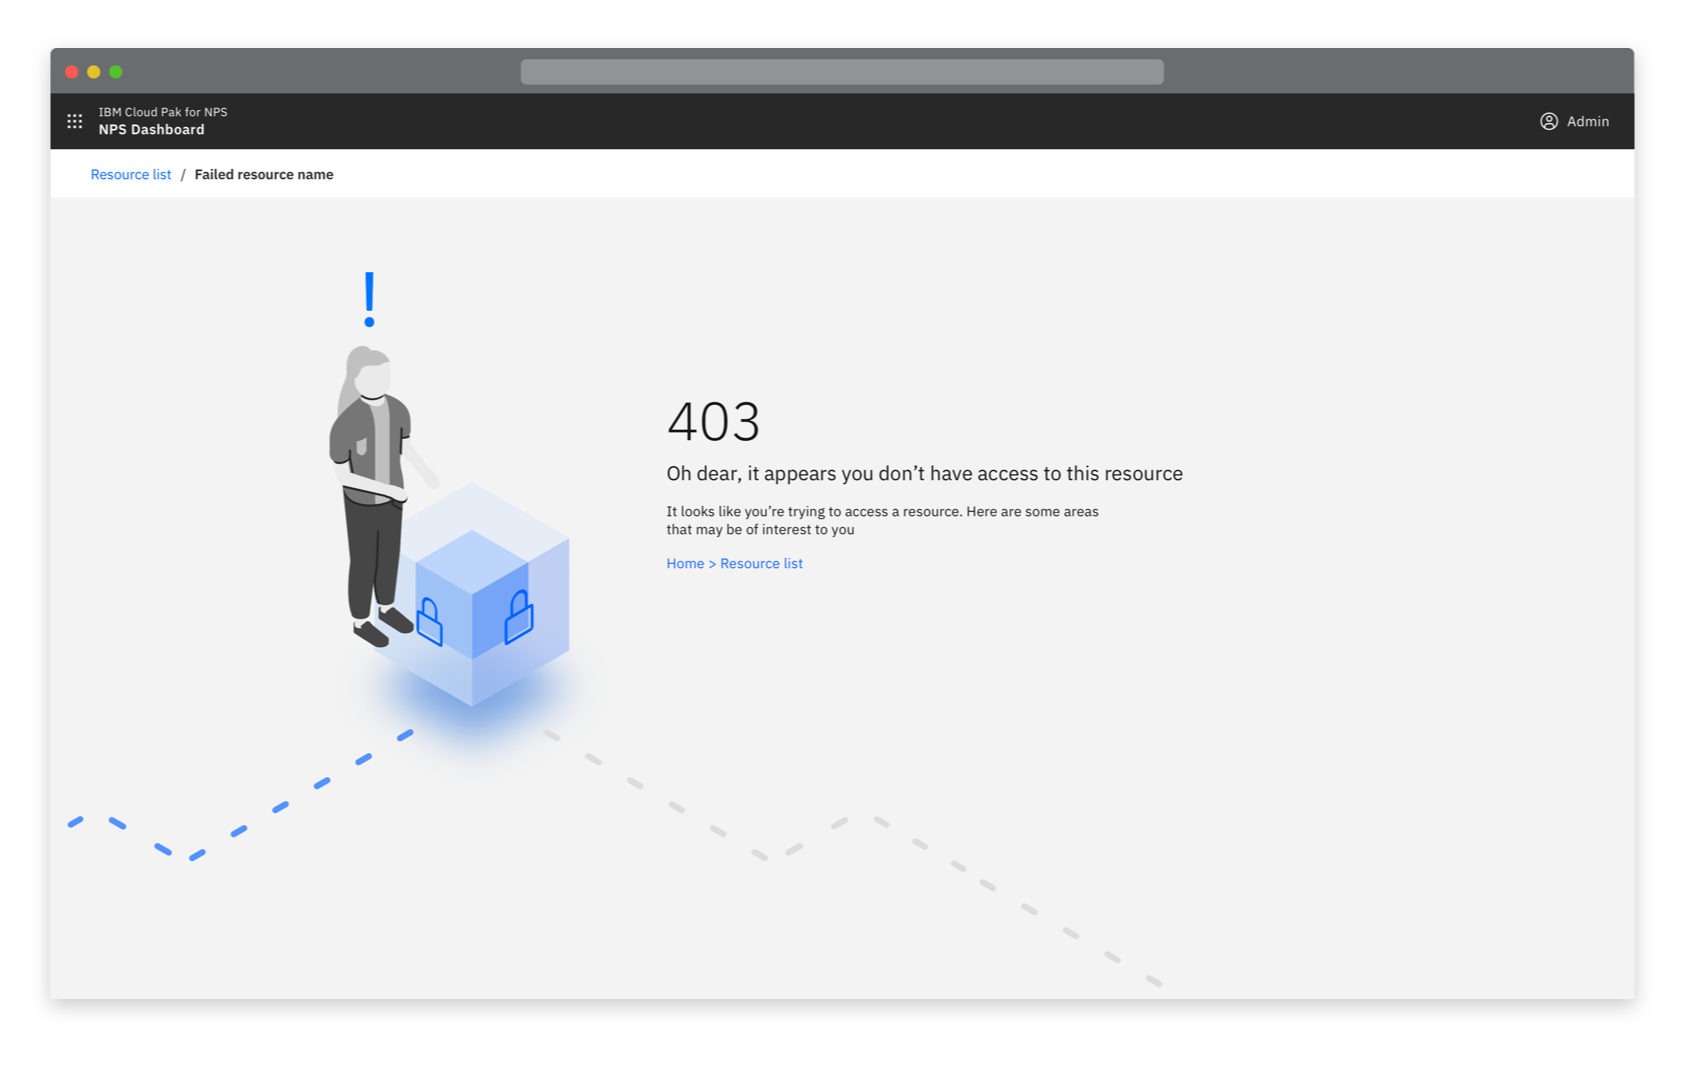 IBM Cloud Pak for NPS
NPS Dashboard
Admin
Resource list / Failed resource name
!
403
Oh dear, it appears you don’t have access to this resource
It looks like you’re trying to access a resource. Here are some areas
that may be of interest to you
Home > Resource list